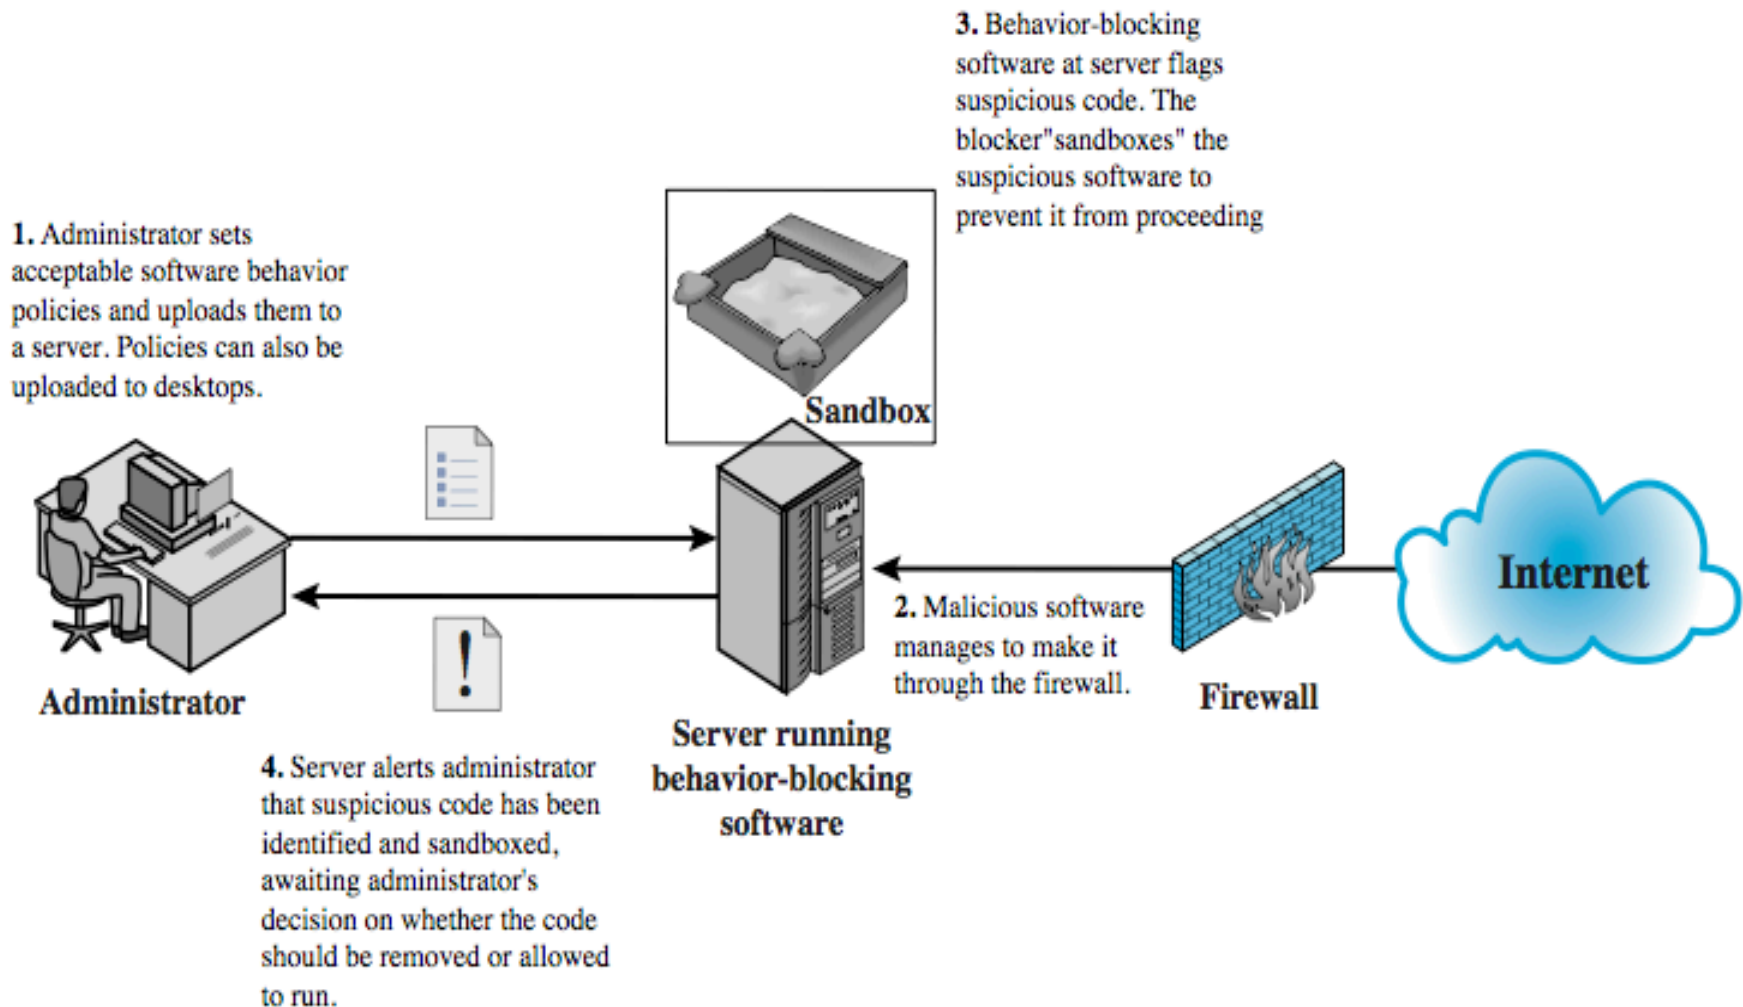 3. Behavior-blocking
software at server flags
suspicious code. The
blocker"sandboxes" the
suspicious software to
prevent it from proceeding
1. Administrator sets
acceptable software behavior
policies and uploads them to
a server. Policies can also be
uploaded to desktops.
Sandbox
Internet
2. Malicious software
manages to make it
through the firewall.
Firewall
Administrator
!
Server running
behavior-blocking
software
4. Server alerts administrator
that suspicious code has been
identified and sandboxed,
awaiting administrator's
decision on whether the code
should be removed or allowed
to run.